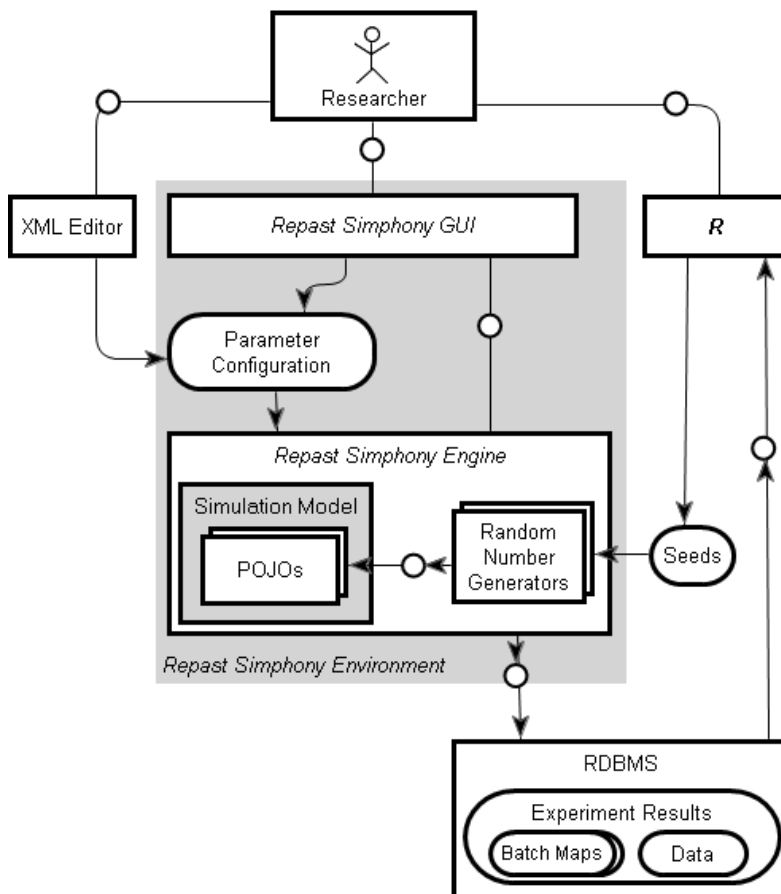 Researcher
XML Editor
Repast Simphony GUI
R
Parameter
Configuration
Repast Simphony Engine
Simulation Model
POJOs
Random
Number
Generators
Seeds
Repast Simphony Environment
RDBMS
Experiment Results
Batch Maps
Data